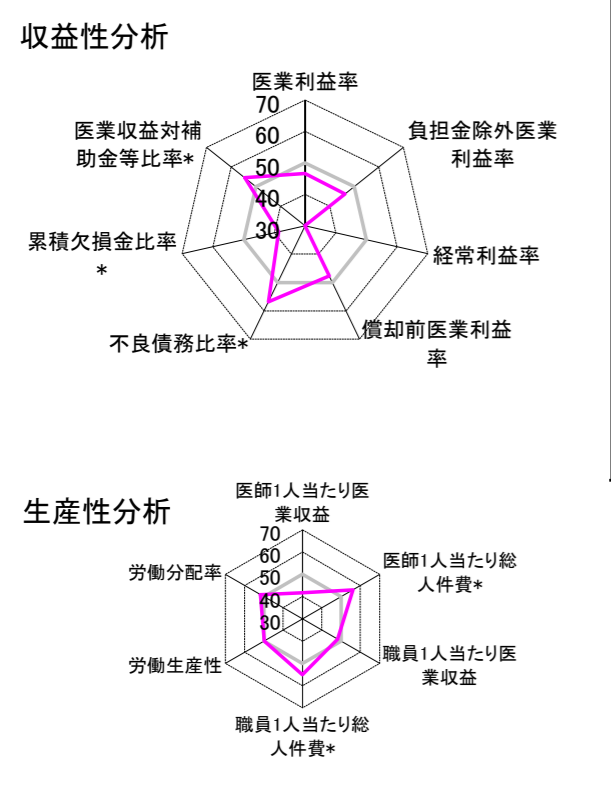 収益性分析
医業利益率
70
60
50
40
30
負担金除外医業
利益率
経常利益率
償却前医業利益
率
不良債務比率*
累積欠損金比率
*
医業収益対補
助金等比率*
生産性分析
医師1人当たり医
業収益
70
60
50
40
30
医師1人当たり総
人件費*
職員1人当たり医
業収益
職員1人当たり総
人件費*
労働生産性
労働分配率